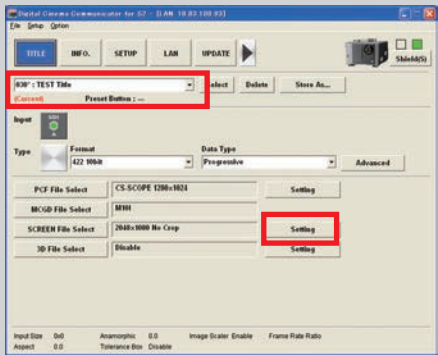 Digital Cinema Communicator for S2 - [LAN 10.83.100.93]
File Setup Option
TITLE INFO. SETUP LAN UPDATE
Shield(S)
030* : TEST Title Select Delete Store As...
(Current) Preset Button : ---
Input SDI A
Type Format Data Type
422 10bit Progressive Advanced
PCF File Select CS-SCOPE 1200x1024 Setting
MCGD File Select
SCREEN File Select 2048x1080 No Crop Setting
3D File Select Disable Setting
Input Size 0x0 Anamorphic 0.0 Image Scaler Enable Frame Rate Ratio
Aspect 0.0 Tolerance Box Disable